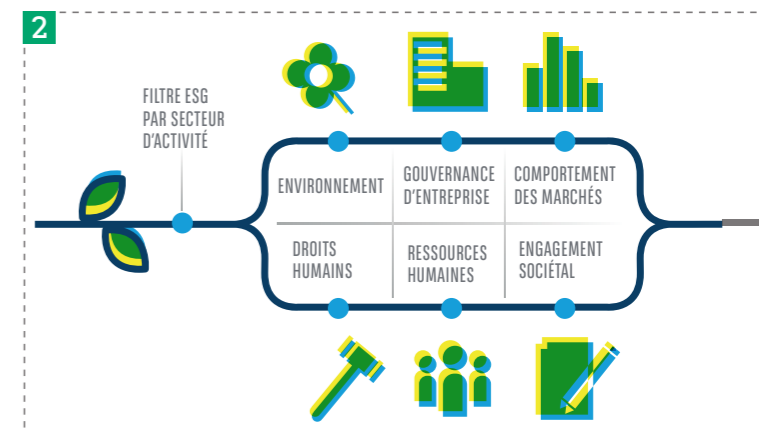 2
FILTRE ESG
PAR SECTEUR
D'ACTIVITÉ
ENVIRONNEMENT
GOUVERNANCE
D'ENTREPRISE
COMPORTEMENT
DES MARCHÉS
DROITS
HUMAINS
RESSOURCES
HUMAINES
ENGAGEMENT
SOCIÉTAL